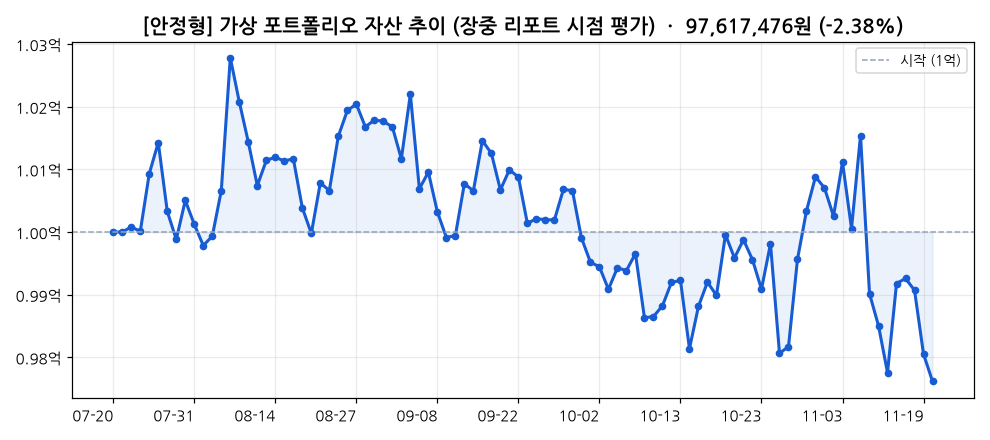 [안정형] 가상 포트폴리오 자산 추이 (장중 리포트 시점 평가) · 97,617,476원 (-2.38%)
시작 (1억)
1.03억
1.02억
1.01억
1.00억
0.99억
0.98억
07-20 07-31 08-14 08-27 09-08 09-22 10-02 10-13 10-23 11-03 11-19